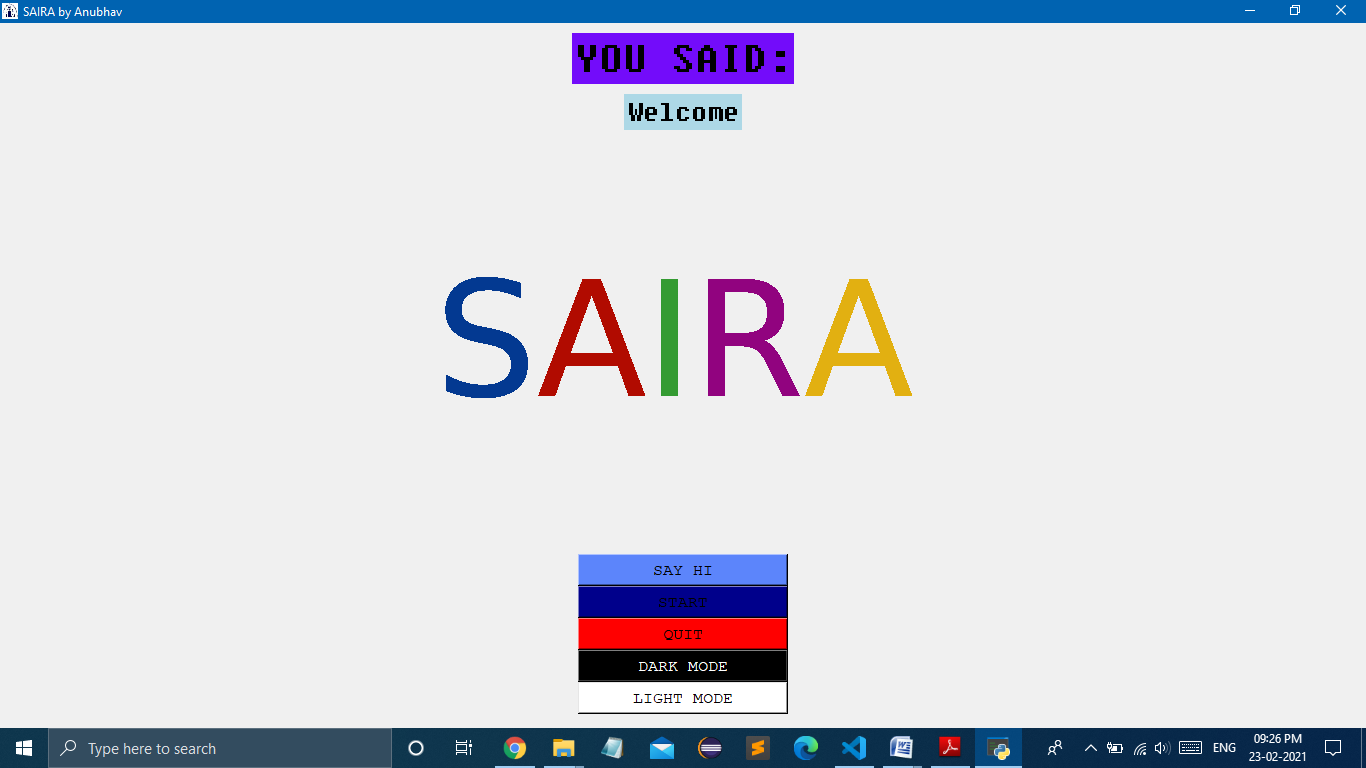 SAIRA by Anubhav
YOU SAID:
Welcome
SAIRA
SAY HI
START
QUIT
DARK MODE
LIGHT MODE
Type here to search
ENG
09:26 PM
23-02-2021